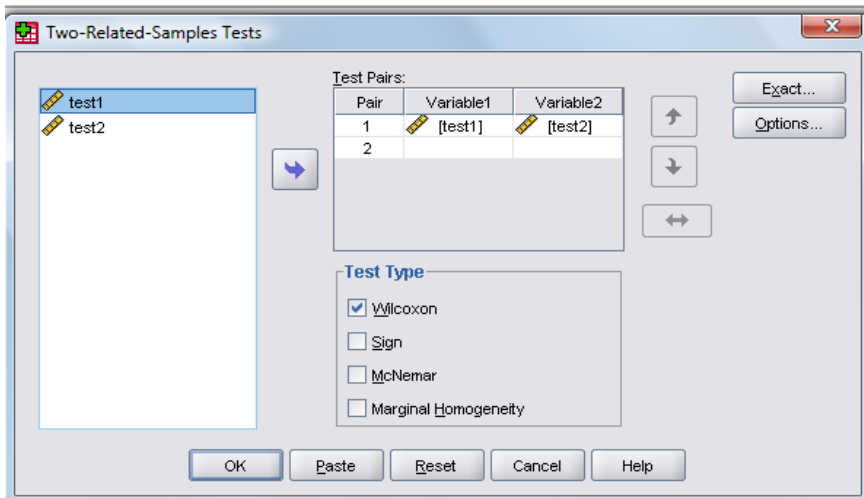 Two-Related-Samples Tests
test1
test2
Test Pairs:
Pair Variable1 Variable2
1 [test1] [test2]
2
Exact...
Options...
Test Type
Wilcoxon
Sign
McNemar
Marginal Homogeneity
OK Paste Reset Cancel Help